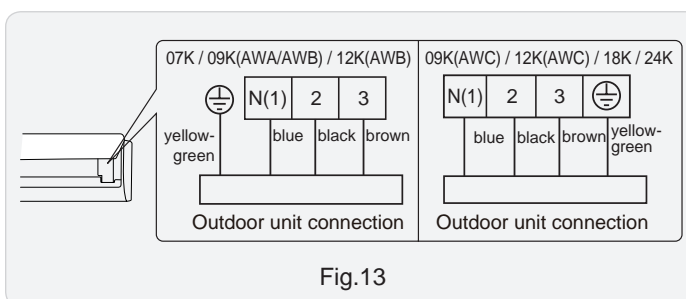 07K / 09K(AWA/AWB) / 12K(AWB)
N(1) 2 3
yellow-
green
blue black brown
Outdoor unit connection
09K(AWC) / 12K(AWC) / 18K / 24K
N(1) 2 3
blue black brown yellow-
green
Outdoor unit connection
Fig.13